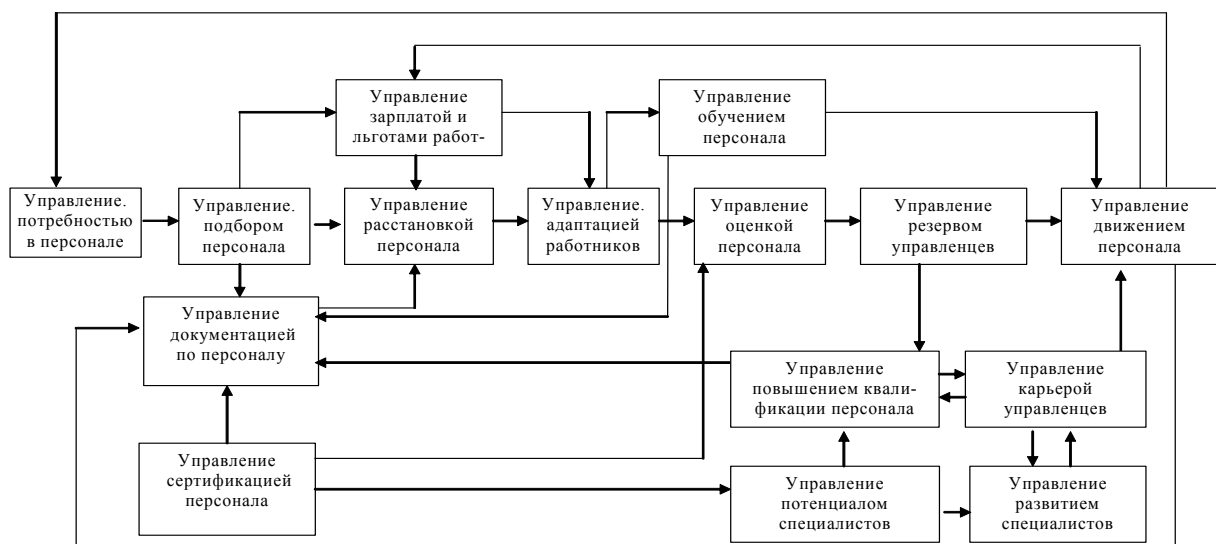 Управление
зарплатой и
льготами работ-
Управление
обучением
персонала
Управление.
потребностью
в персонале
Управление.
подбором
персонала
Управление
расстановкой
персонала
Управление.
адаптацией
работников
Управление
оценкой
персонала
Управление
резервом
управленцев
Управление
движением
персонала
Управление
документацией
по персоналу
Управление
повышением квали-
фикации персонала
Управление
карьерой
управленцев
Управление
сертификацией
персонала
Управление
потенциалом
специалистов
Управление
развитием
специалистов